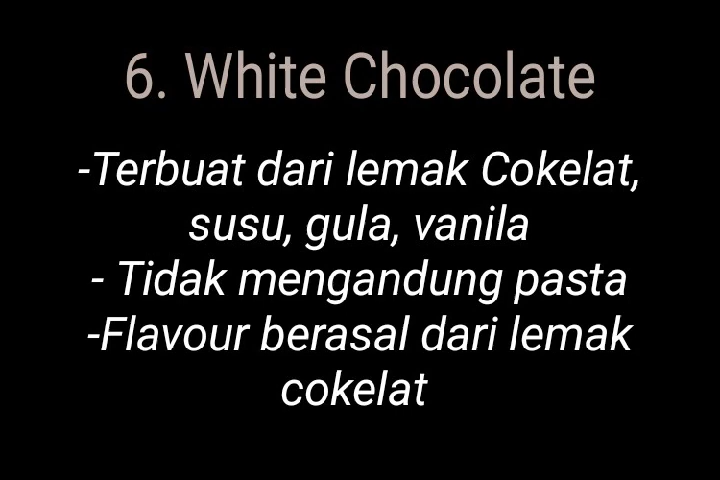 6. White Chocolate
-Terbuat dari lemak Cokelat,
susu, gula, vanila
- Tidak mengandung pasta
-Flavour berasal dari lemak
cokelat